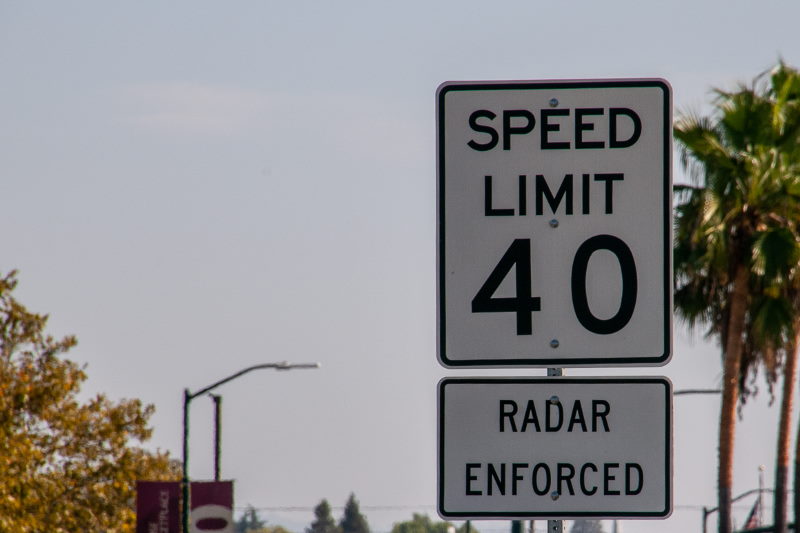 SPEED
LIMIT
40
RADAR
ENFORCED